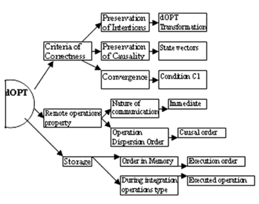 Preservation
of Intentions
dOPT
Transformation
Criteria of
Correctness
Preservation
of Causality
State vectors
Convergence
Condition C1
dOPT
Remote operations
property
Nature of
communication
Immediate
Operation
Dispersion Order
Causal order
Storage
Order in Memory
Execution order
During integration
operations type
Executed operation